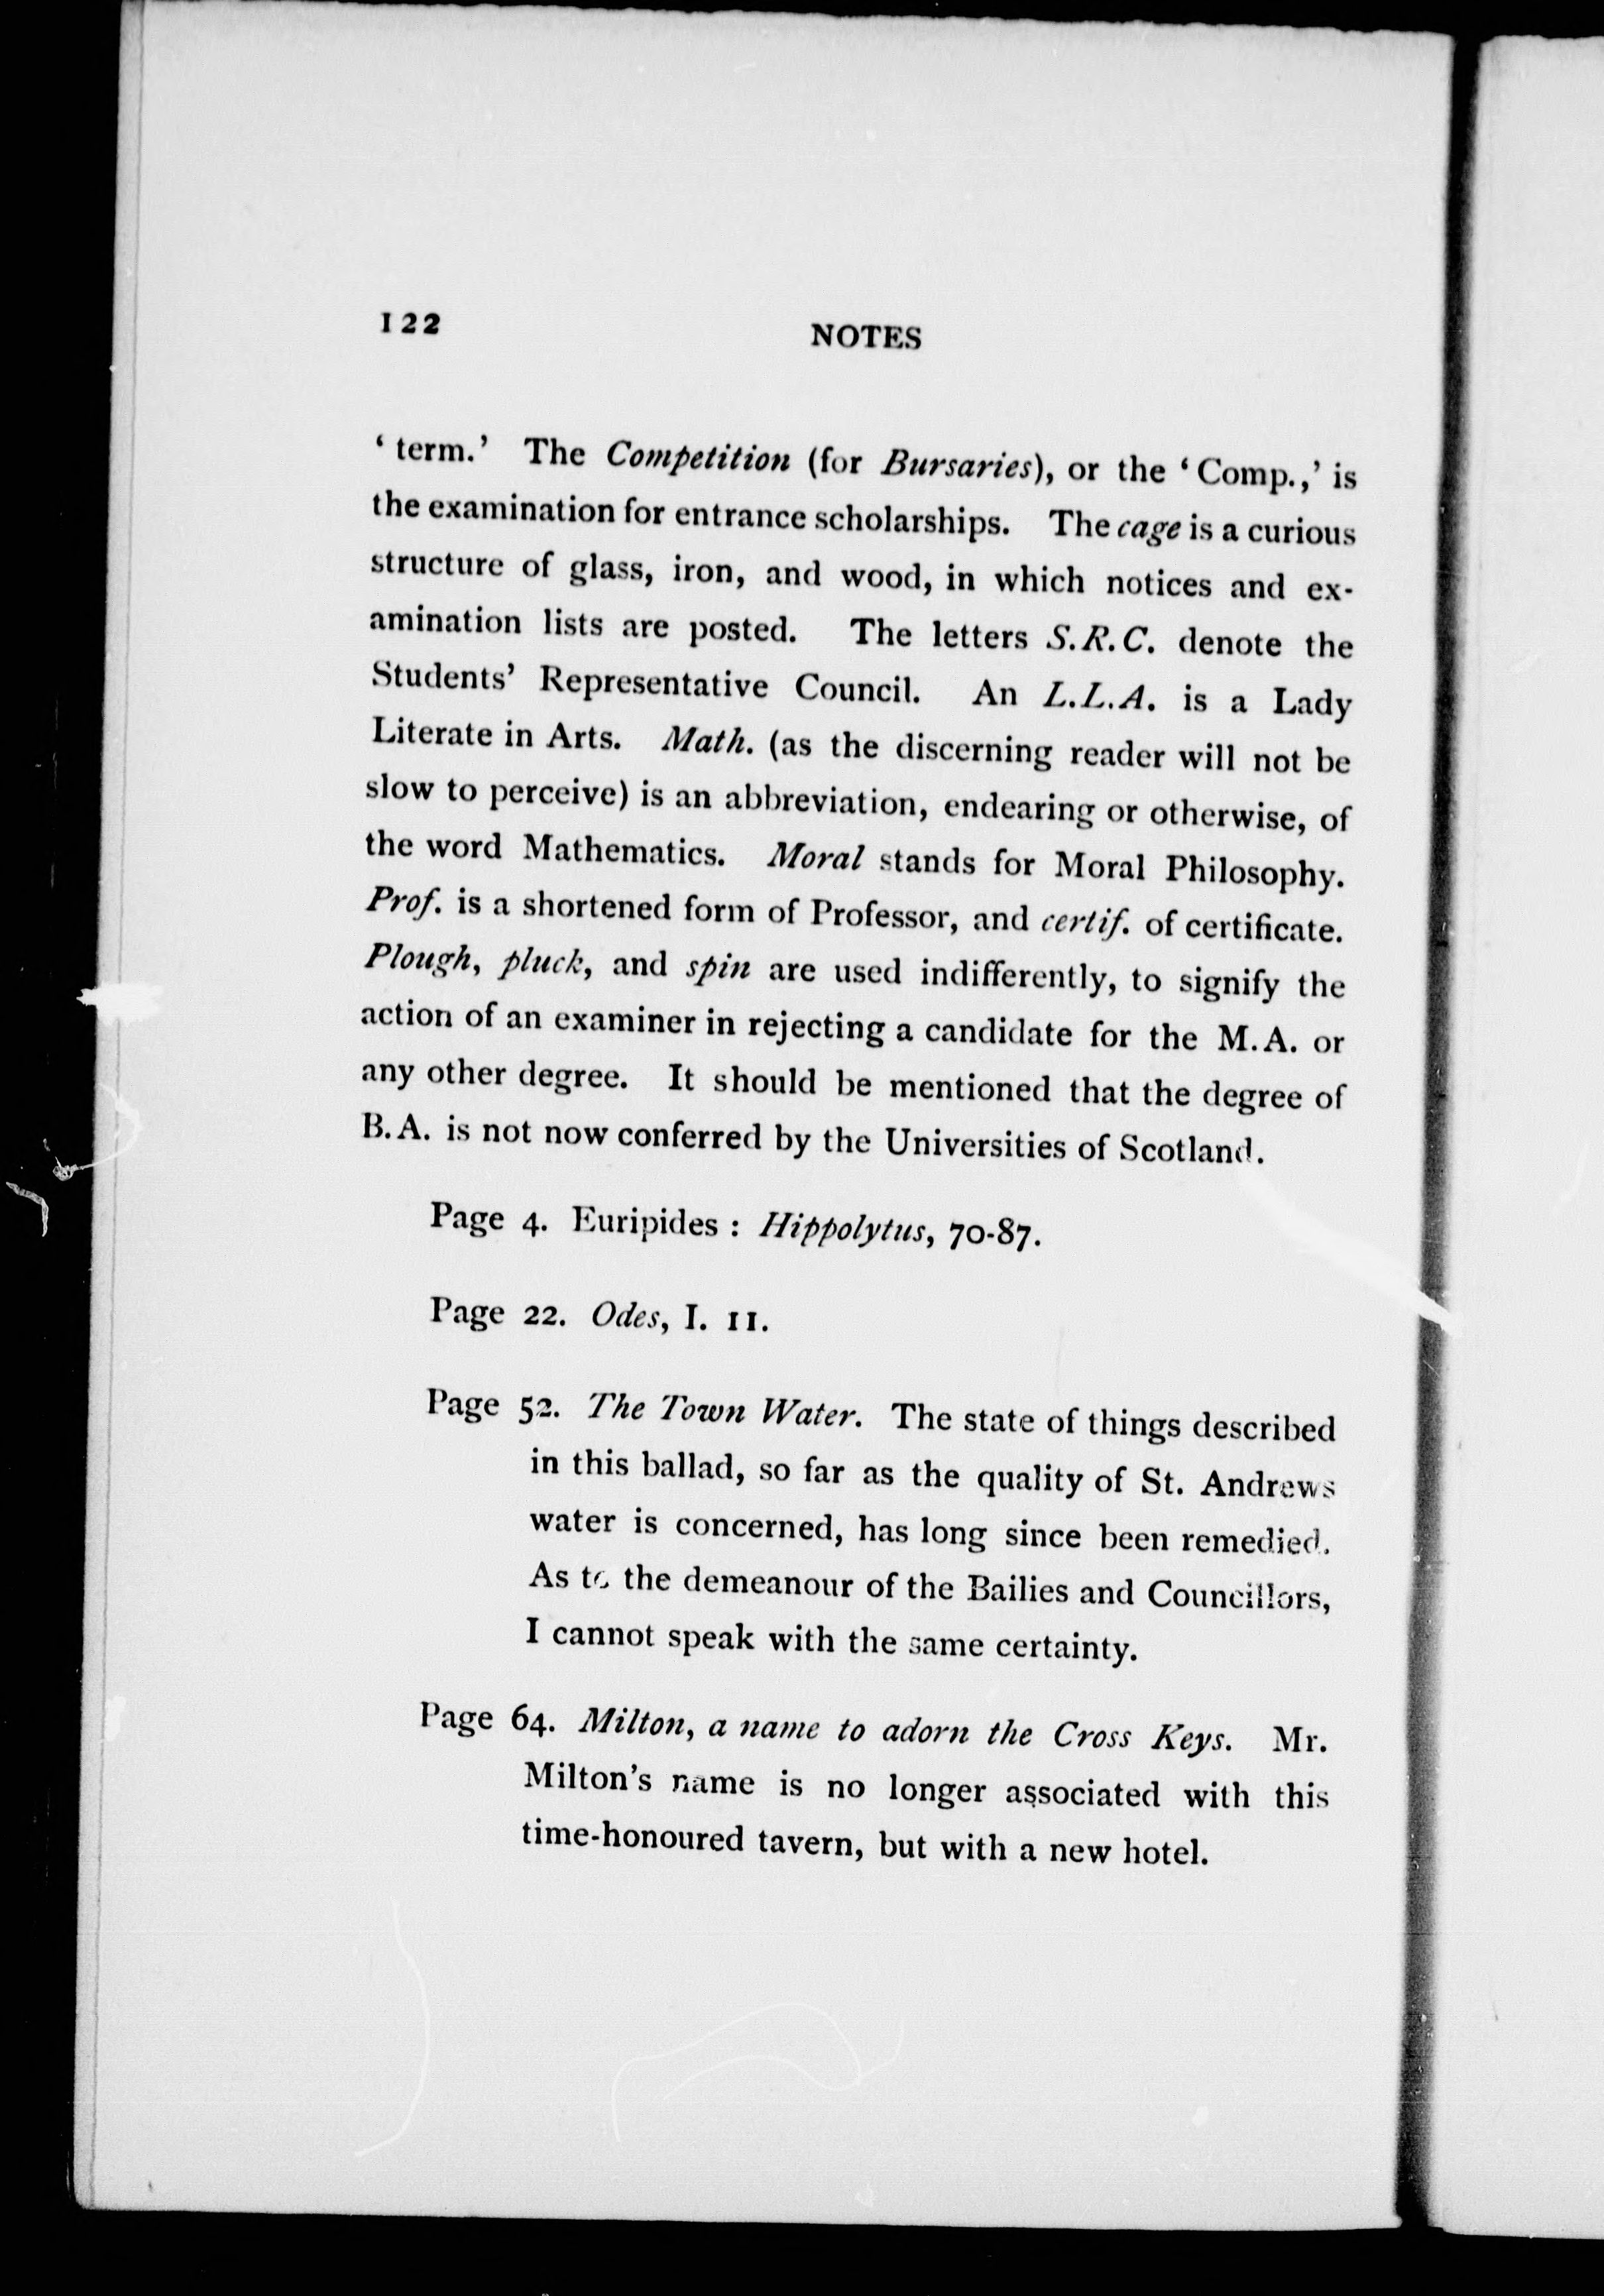 122
NOTES
‘term.’ The Competition (for Bursaries), or the ‘Comp.,’ is
the examination for entrance scholarships. The cage is a curious
structure of glass, iron, and wood, in which notices and ex-
amination lists are posted. The letters S.R.C. denote the
Students’ Representative Council. An L.L.A. is a Lady
Literate in Arts. Math. (as the discerning reader will not be
slow to perceive) is an abbreviation, endearing or otherwise, of
the word Mathematics. Moral stands for Moral Philosophy.
Prof. is a shortened form of Professor, and certif. of certificate.
Plough, pluck, and spin are used indifferently, to signify the
action of an examiner in rejecting a candidate for the M.A. or
any other degree. It should be mentioned that the degree of
B.A. is not now conferred by the Universities of Scotland.
Page 4. Euripides : Hippolytus, 70-87.
Page 22. Odes, I. 11.
Page 52. The Town Water. The state of things described
in this ballad, so far as the quality of St. Andrews
water is concerned, has long since been remedied.
As to the demeanour of the Bailies and Councillors,
I cannot speak with the same certainty.
Page 64. Milton, a name to adorn the Cross Keys. Mr.
Milton’s name is no longer associated with this
time-honoured tavern, but with a new hotel.